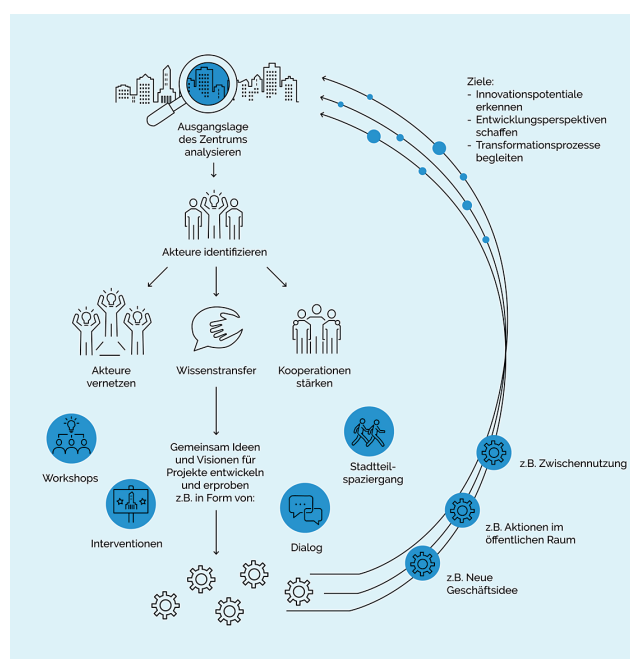 Ziele:
- Innovationspotentiale
erkennen
- Entwicklungsperspektiven
schaffen
- Transformationsprozesse
begleiten
Ausgangslage
des Zentrums
analysieren
Akteure identifizieren
Akteure
vernetzen
Wissenstransfer
Kooperationen
stärken
Gemeinsam Ideen
und Visionen für
Projekte entwickeln
und erproben
z.B. in Form von:
Workshops
Interventionen
Stadtteil-
spaziergang
Dialog
z.B. Zwischennutzung
z.B. Aktionen im
öffentlichen Raum
z.B. Neue
Geschäftsidee